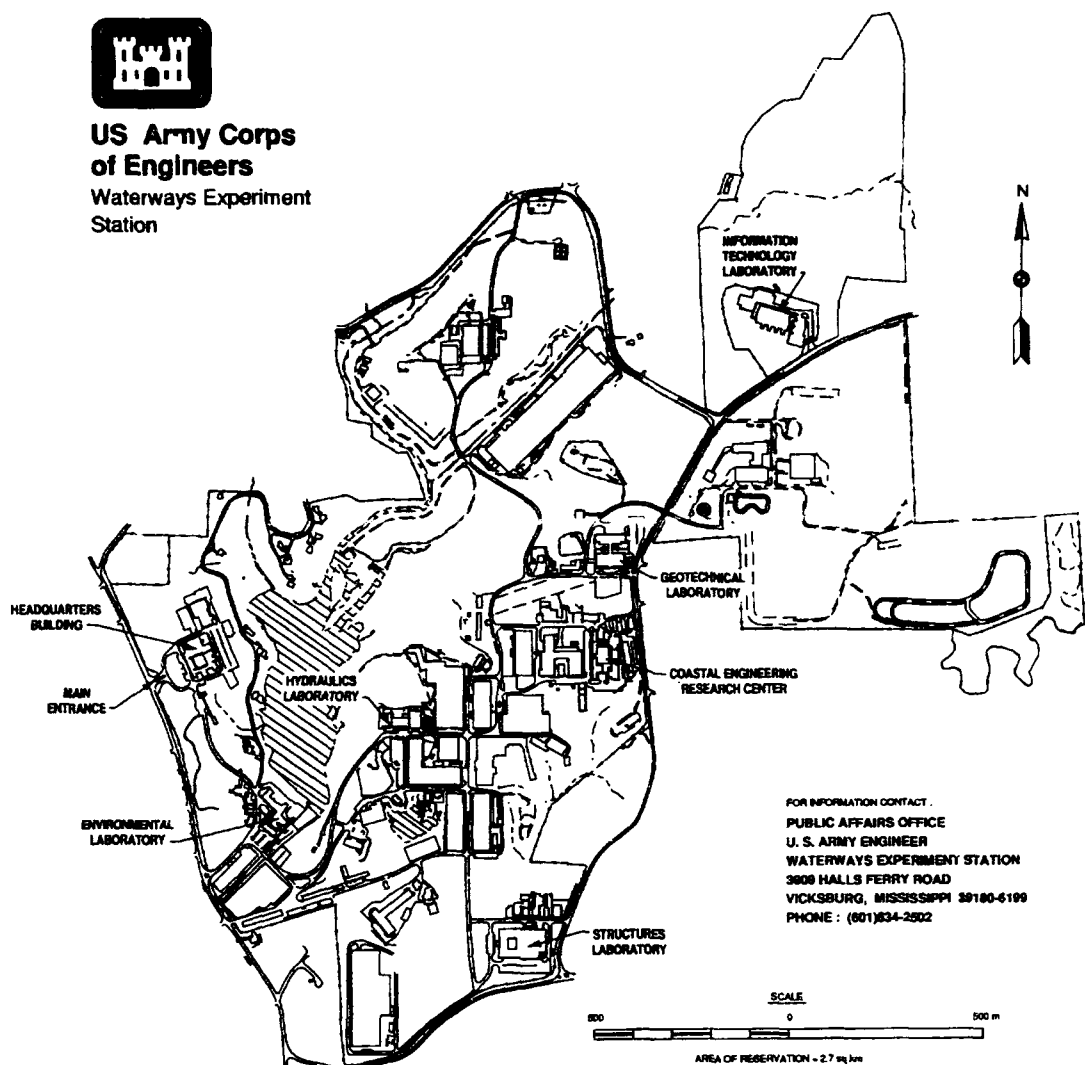 US Army Corps
of Engineers
Waterways Experiment
Station
N
INFORMATION
TECHNOLOGY
LABORATORY
GEOTECHNICAL
LABORATORY
HEADQUARTERS
BUILDING
MAIN
ENTRANCE
HYDRAULICS
LABORATORY
COASTAL ENGINEERING
RESEARCH CENTER
ENVIRONMENTAL
LABORATORY
STRUCTURES
LABORATORY
FOR INFORMATION CONTACT .
PUBLIC AFFAIRS OFFICE
U. S. ARMY ENGINEER
WATERWAYS EXPERIMENT STATION
3909 HALLS FERRY ROAD
VICKSBURG, MISSISSIPPI 39180-6199
PHONE : (601)634-2502
SCALE
500 0 500 m
AREA OF RESERVATION = 2.7 sq km